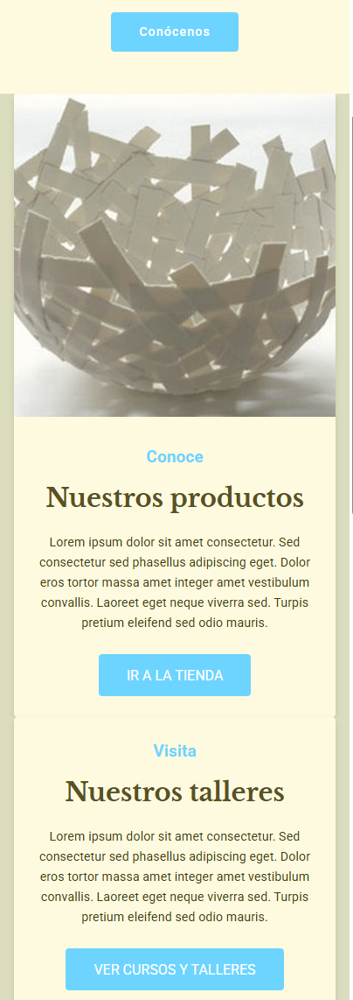 Conócenos
Conoce
Nuestros productos
Lorem ipsum dolor sit amet consectetur. Sed
consectetur sed phasellus adipiscing eget. Dolor
eros tortor massa amet integer amet vestibulum
convallis. Laoreet eget neque viverra sed. Turpis
pretium eleifend sed odio mauris.
IR A LA TIENDA
Visita
Nuestros talleres
Lorem ipsum dolor sit amet consectetur. Sed
consectetur sed phasellus adipiscing eget. Dolor
eros tortor massa amet integer amet vestibulum
convallis. Laoreet eget neque viverra sed. Turpis
pretium eleifend sed odio mauris.
VER CURSOS Y TALLERES